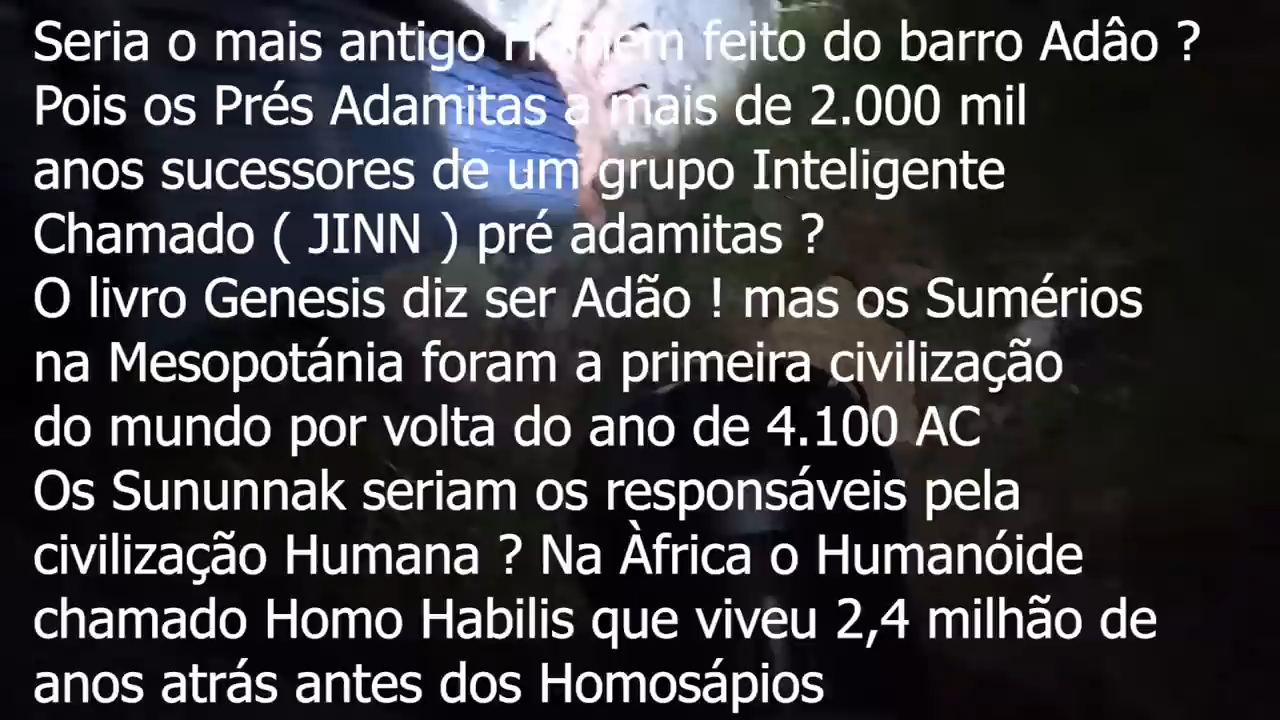 Seria o mais antigo Homem feito do barro Adâo ?
Pois os Prés Adamitas a mais de 2.000 mil
anos sucessores de um grupo Inteligente
Chamado ( JINN ) pré adamitas ?
O livro Genesis diz ser Adão ! mas os Sumérios
na Mesopotánia foram a primeira civilização
do mundo por volta do ano de 4.100 AC
Os Sununnak seriam os responsáveis pela
civilização Humana ? Na Àfrica o Humanóide
chamado Homo Habilis que viveu 2,4 milhão de
anos atrás antes dos Homosápios